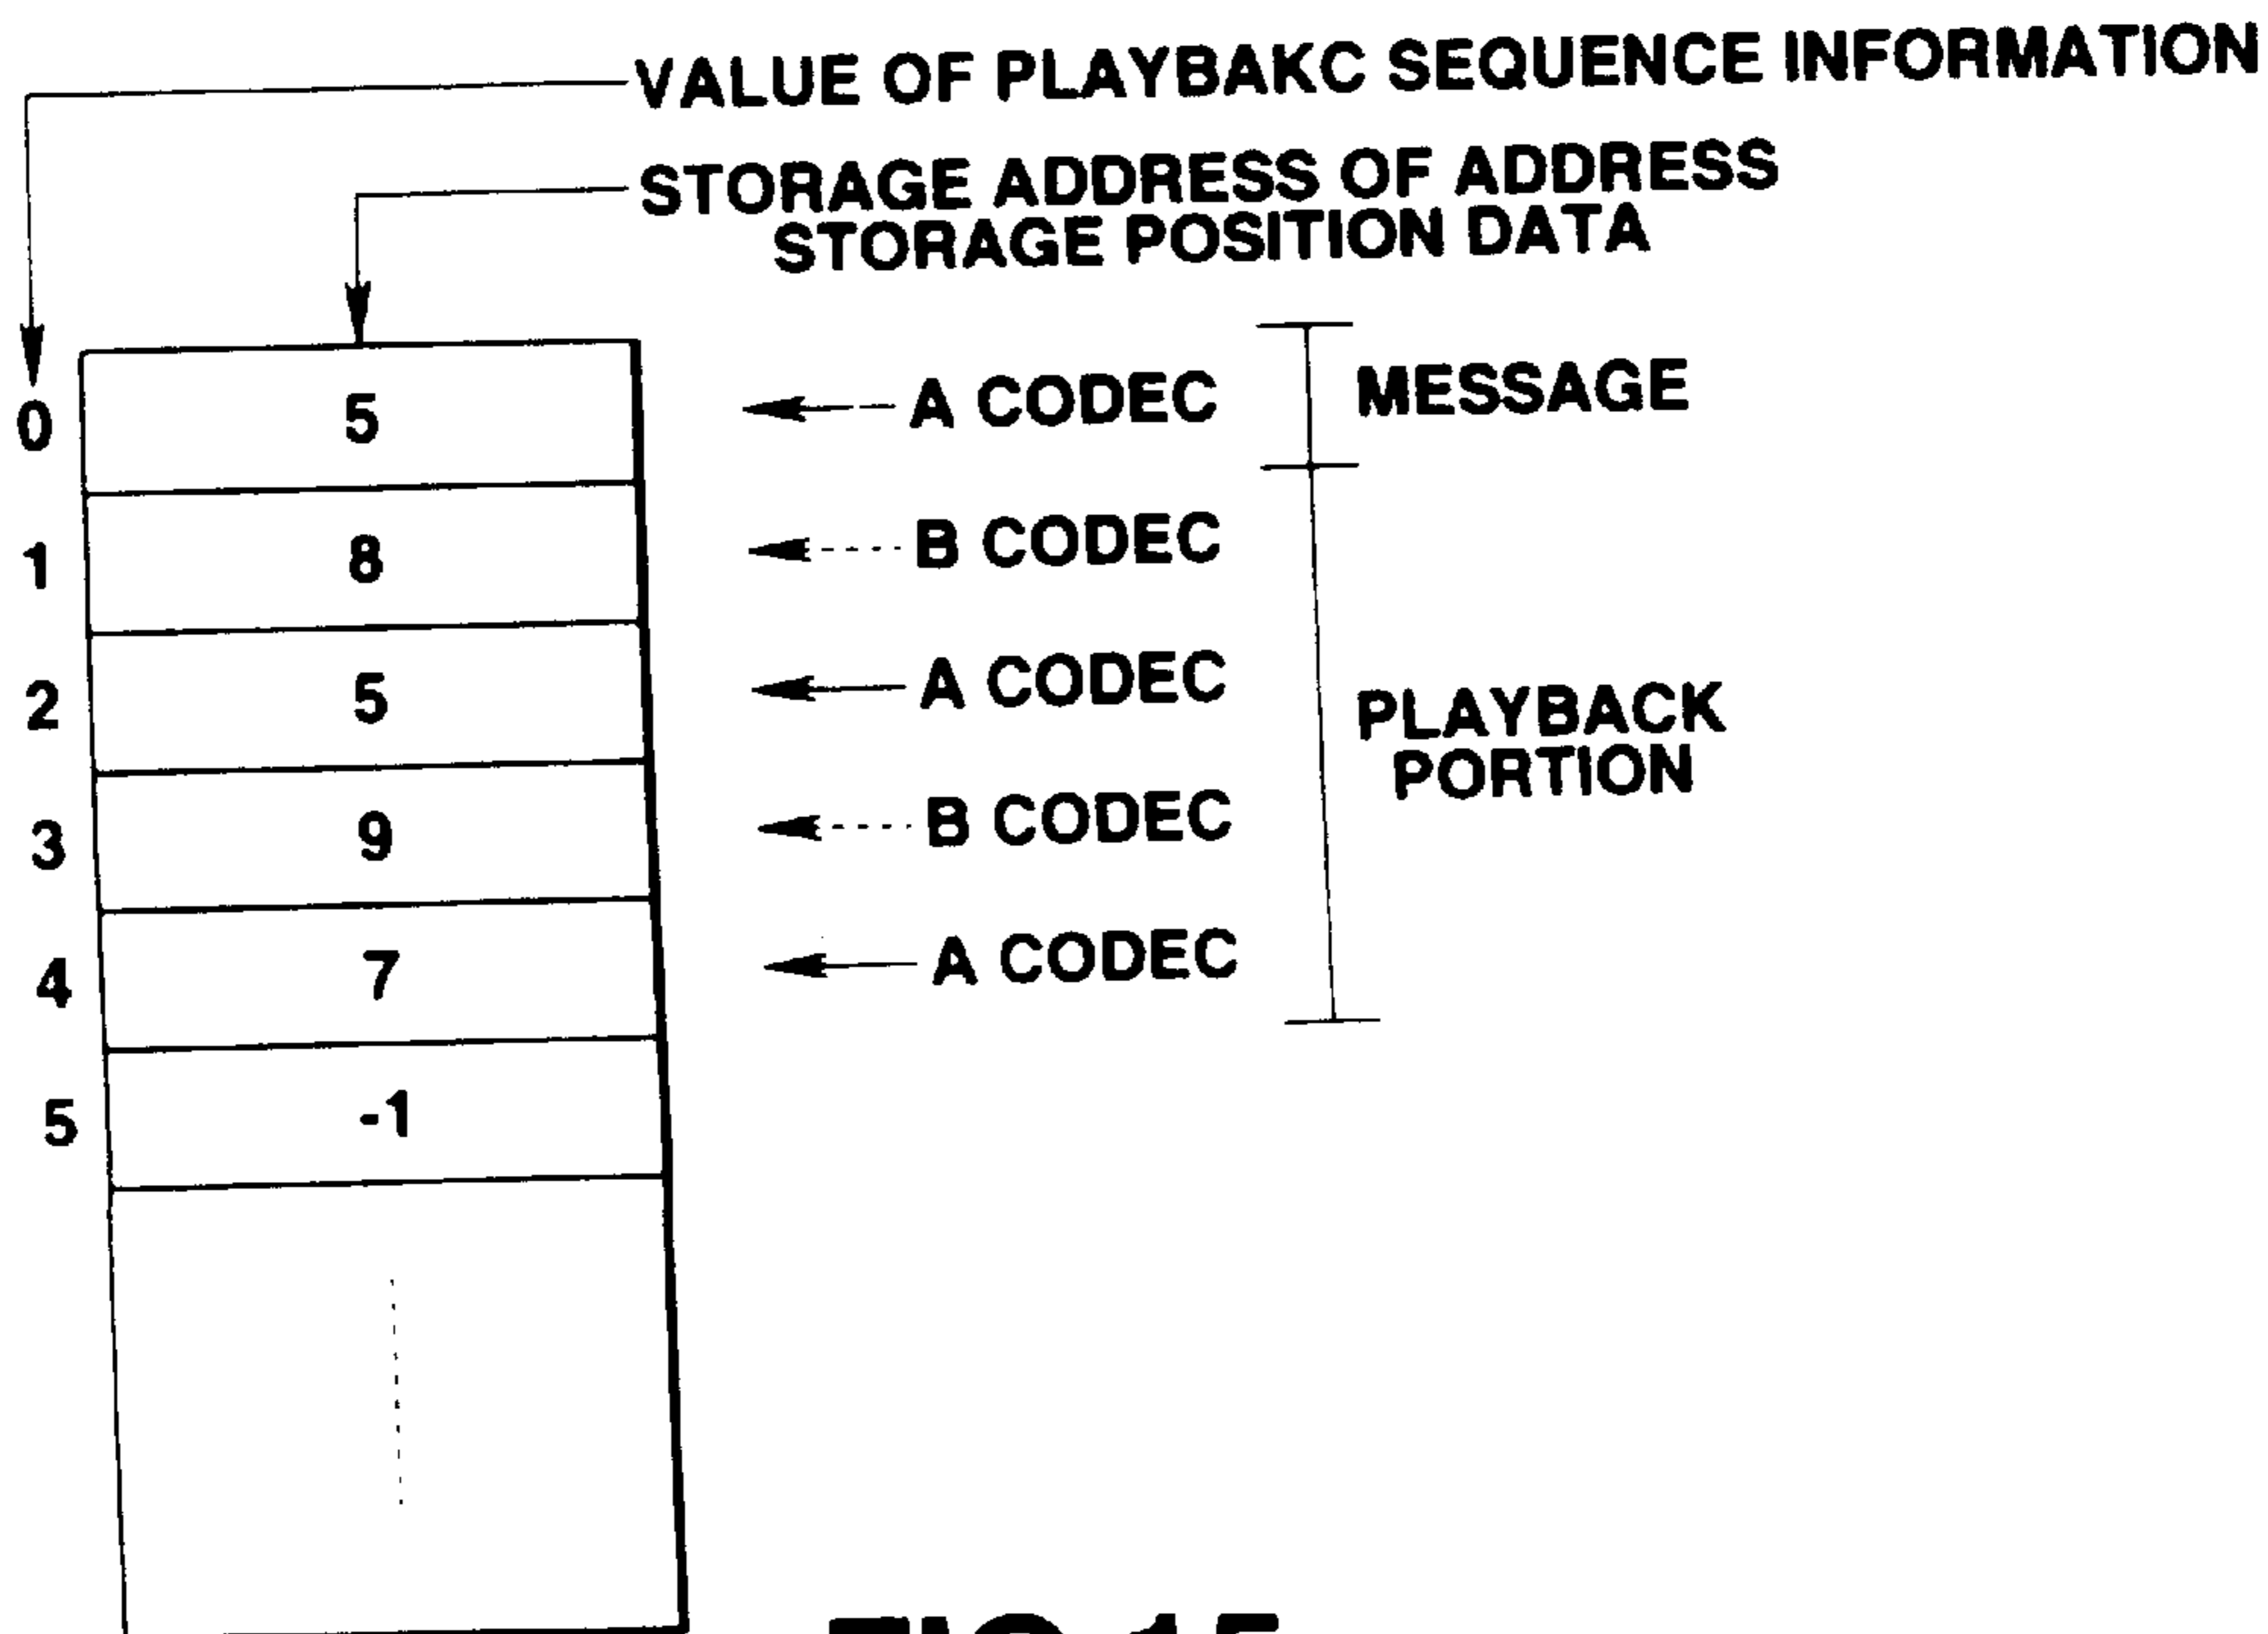 VALUE OF PLAYBAKC SEQUENCE INFORMATION
STORAGE ADDRESS OF ADDRESS
STORAGE POSITION DATA
0 5 A CODEC MESSAGE
1 8 B CODEC
2 5 A CODEC
PLAYBACK
PORTION
3 9 B CODEC
4 7 A CODEC
5 -1